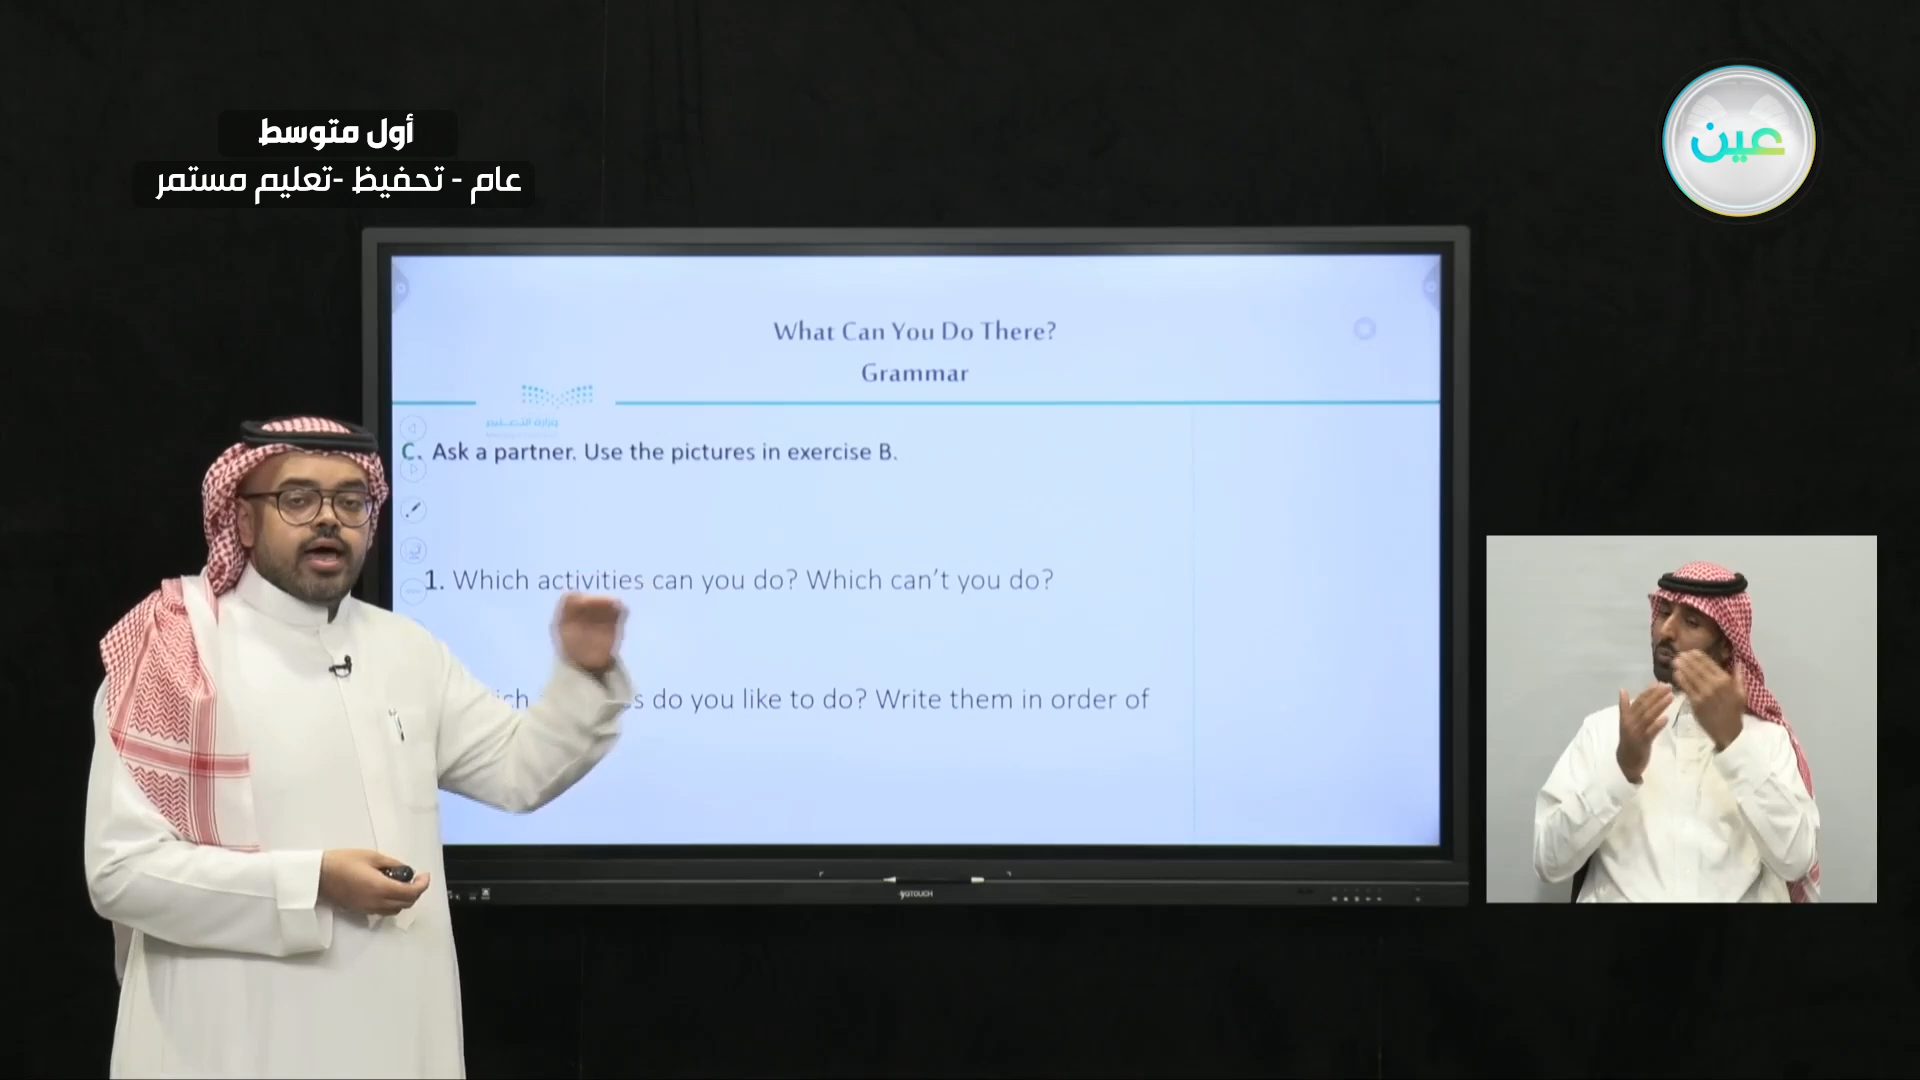 أول متوسط
عام - تحفيظ -تعليم مستمر
عين
What Can You Do There?
Grammar
وزارة التعليم
C. Ask a partner. Use the pictures in exercise B.
1. Which activities can you do? Which can't you do?
do you like to do? Write them in order of